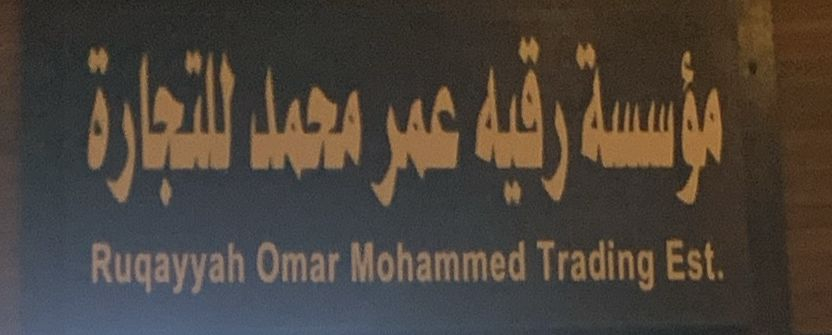 مؤسسة رقيه عمر محمد للتجارة
Ruqayyah Omar Mohammed Trading Est.